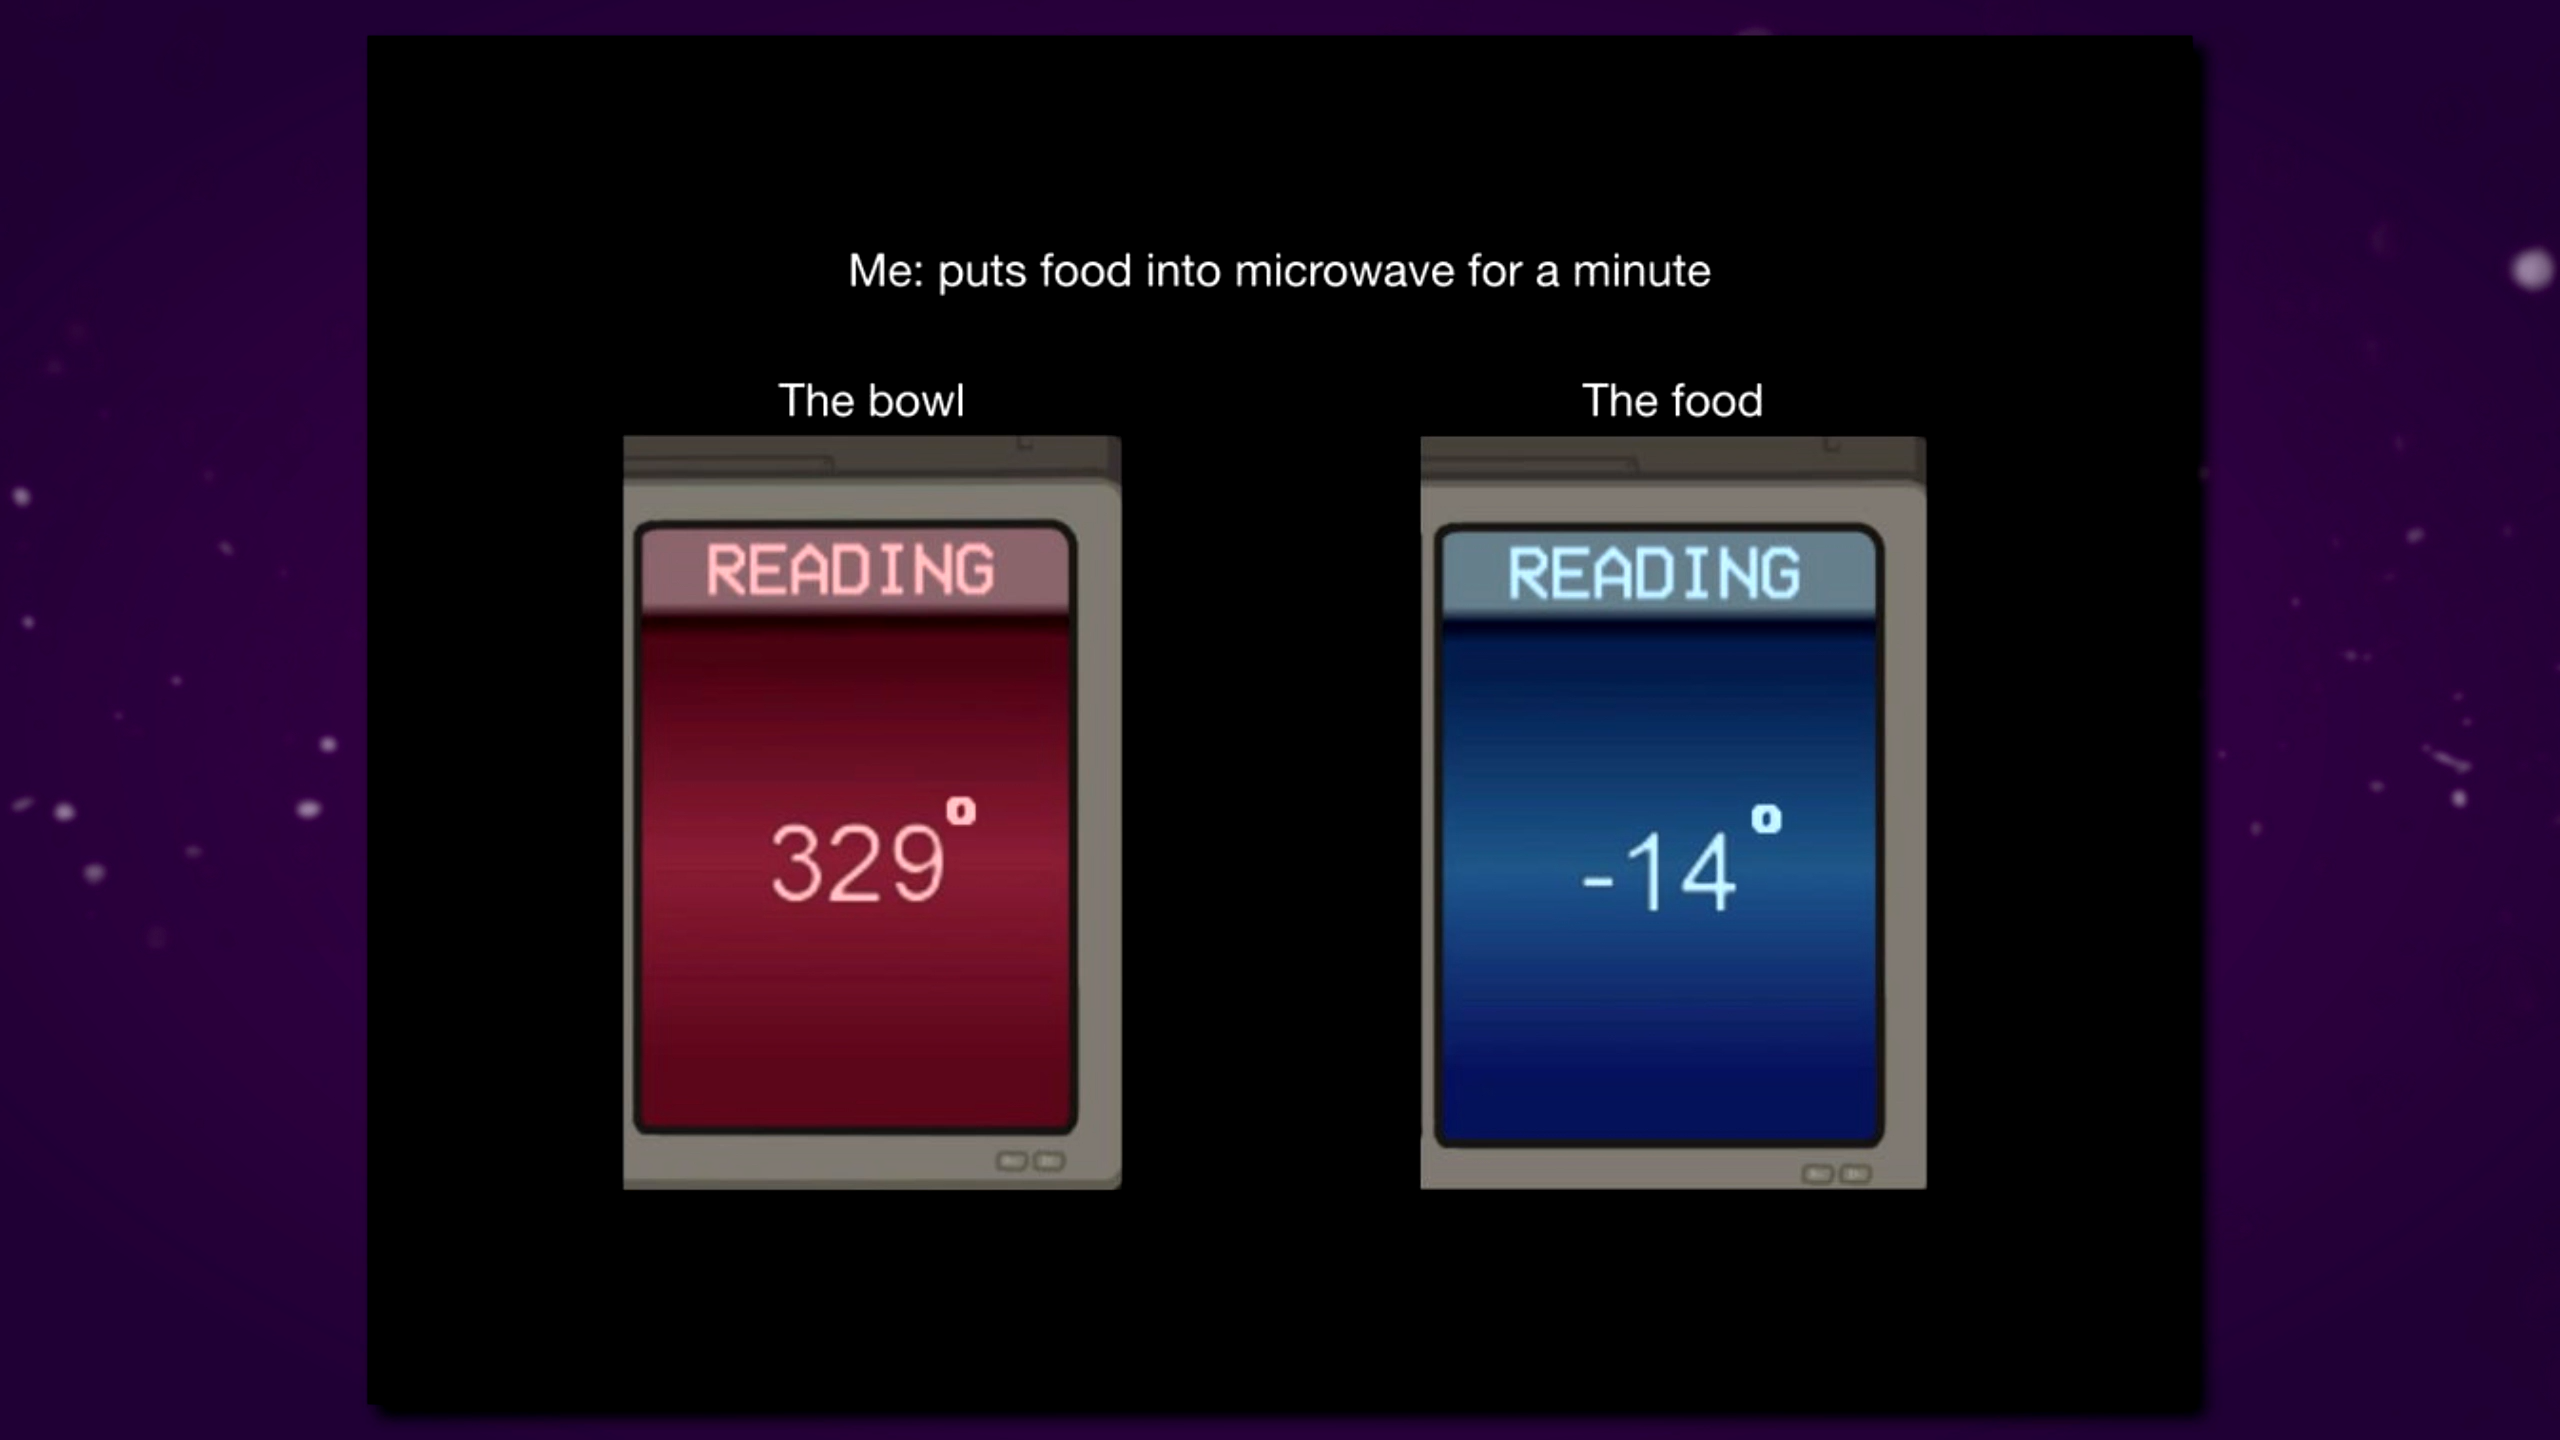 Me: puts food into microwave for a minute
The bowl
The food
READING
READING
329°
-14°